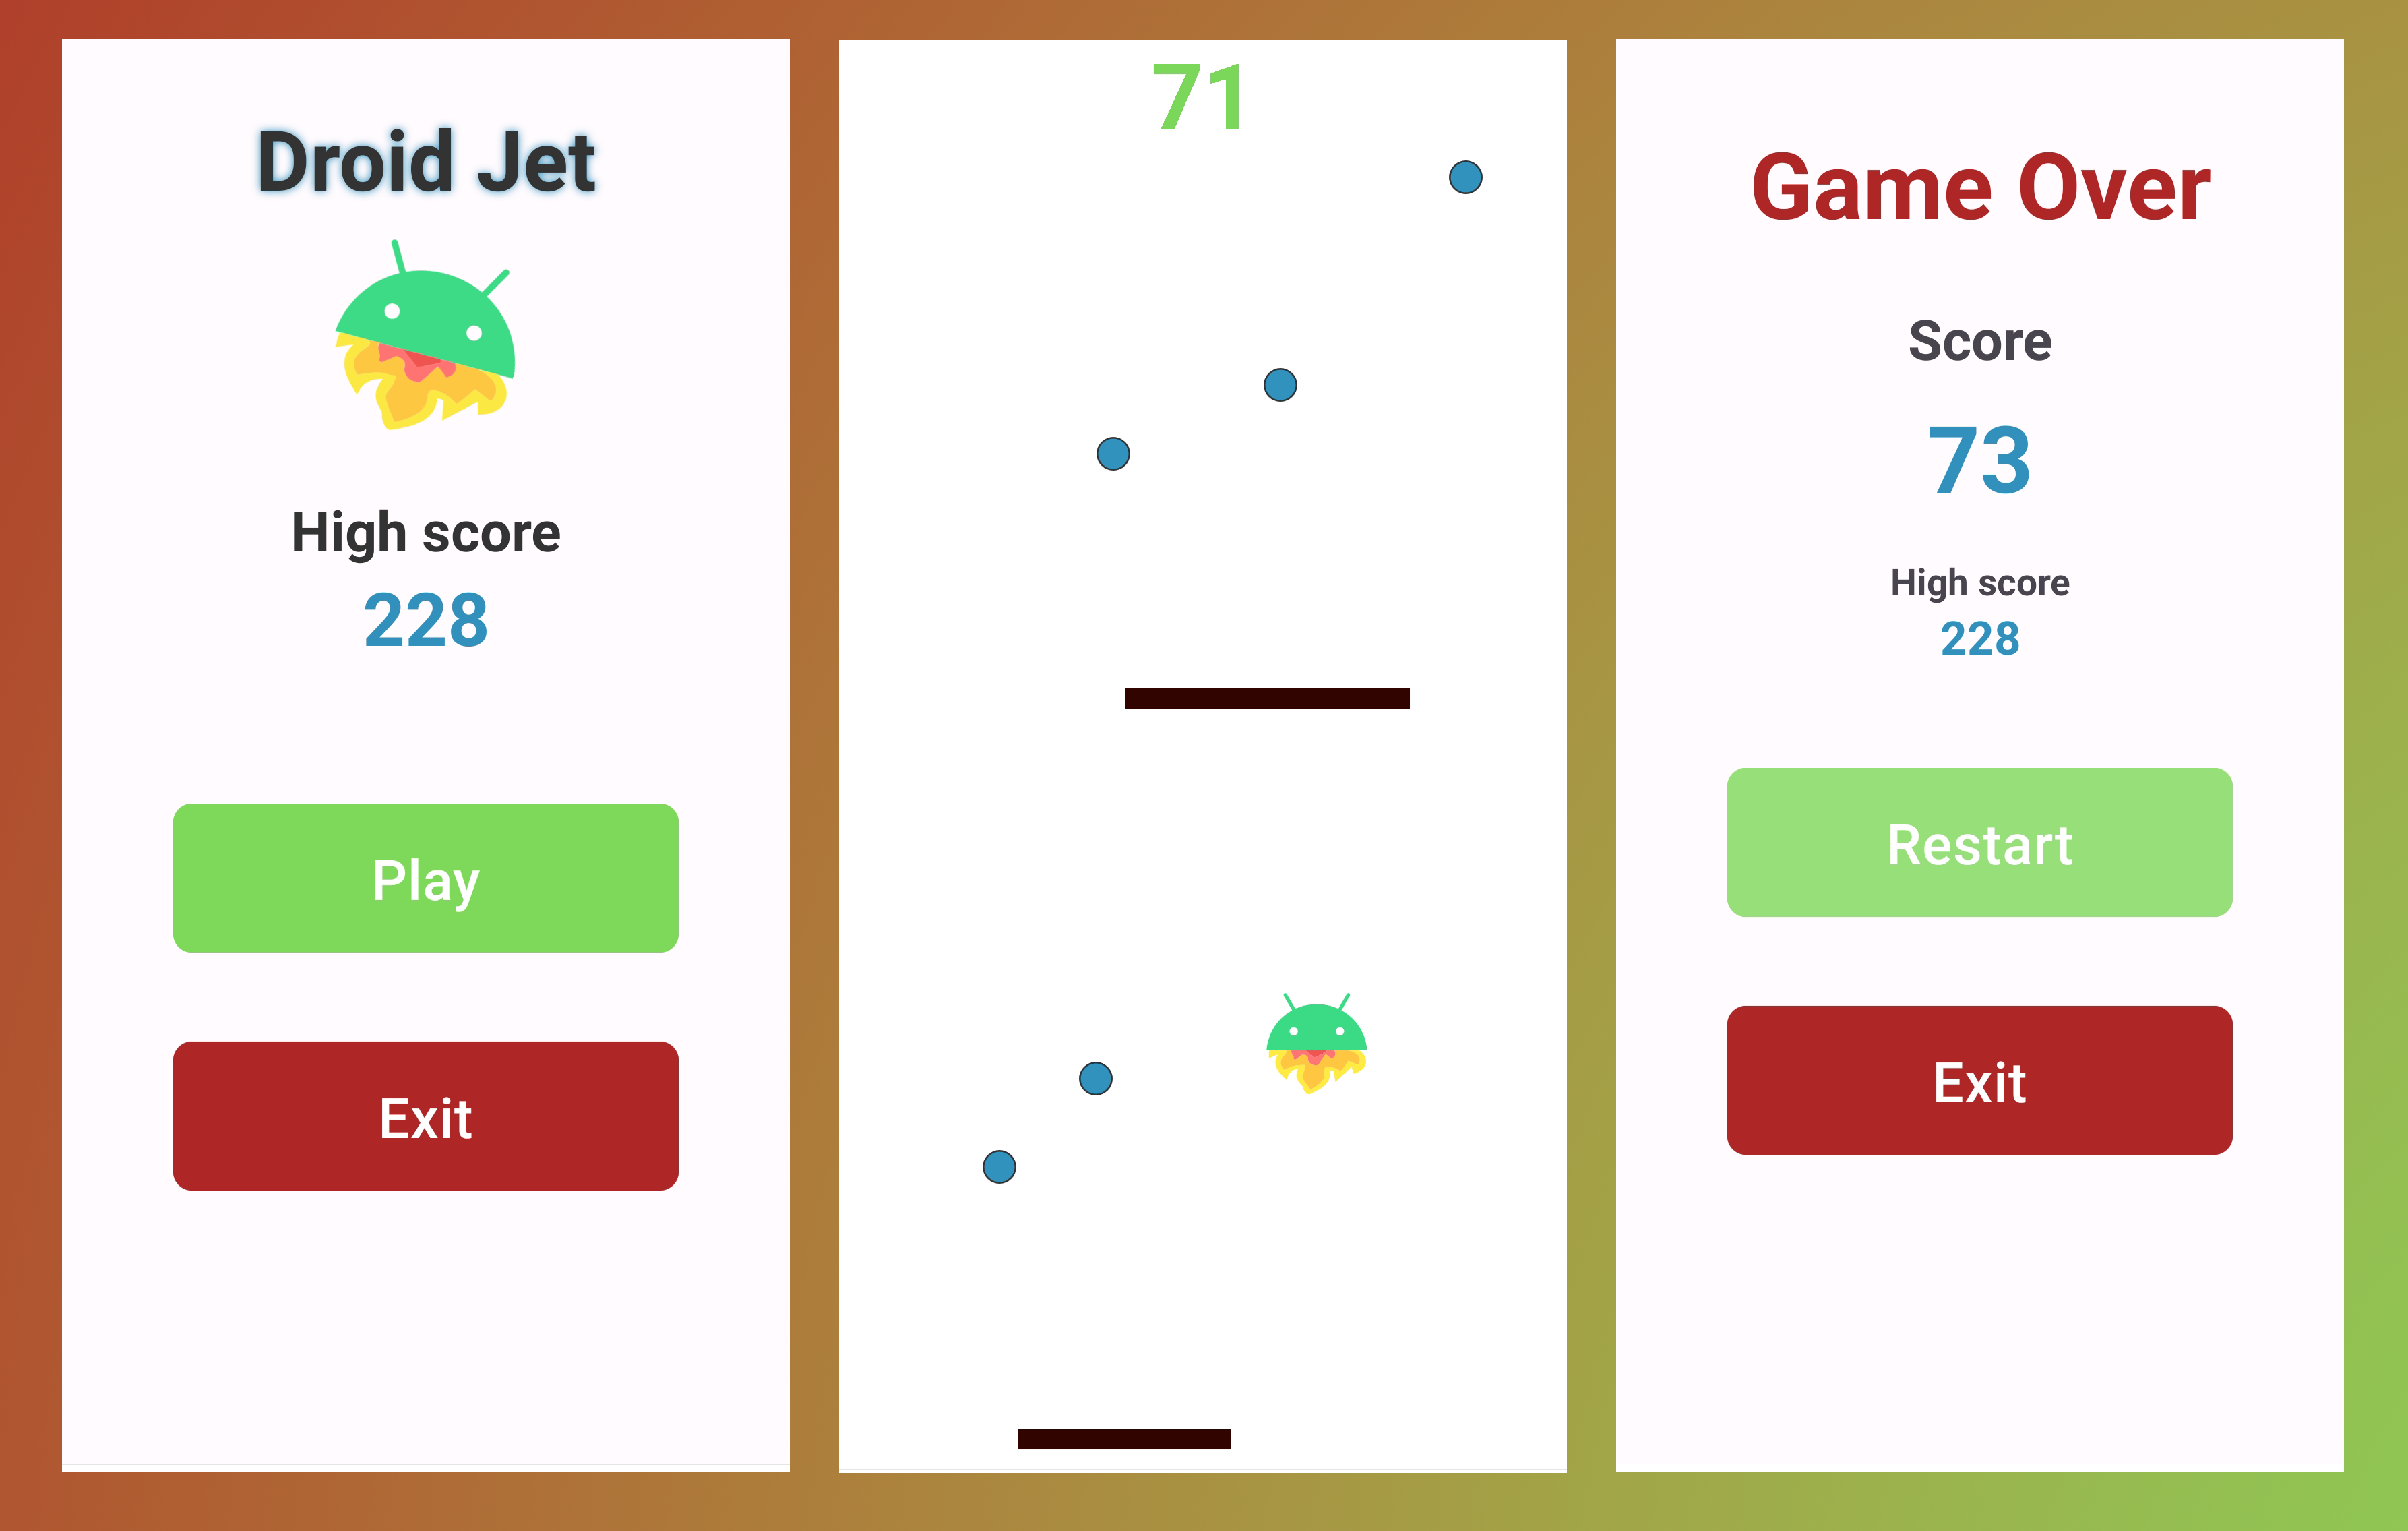 Droid Jet
High score
228
Play
Exit
71
Game Over
Score
73
High score
228
Restart
Exit